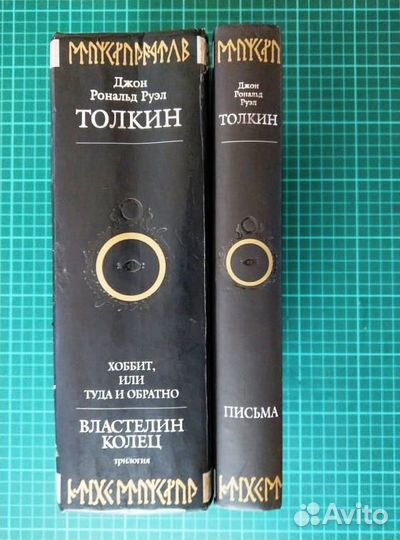 Джон
Рональд Руэл
ТОЛКИН
ХОББИТ,
ИЛИ
ТУДА И ОБРАТНО
ВЛАСТЕЛИН
КОЛЕЦ
трилогия
Джон
Рональд
Руэл
ТОЛКИН
ПИСЬМА
Avito